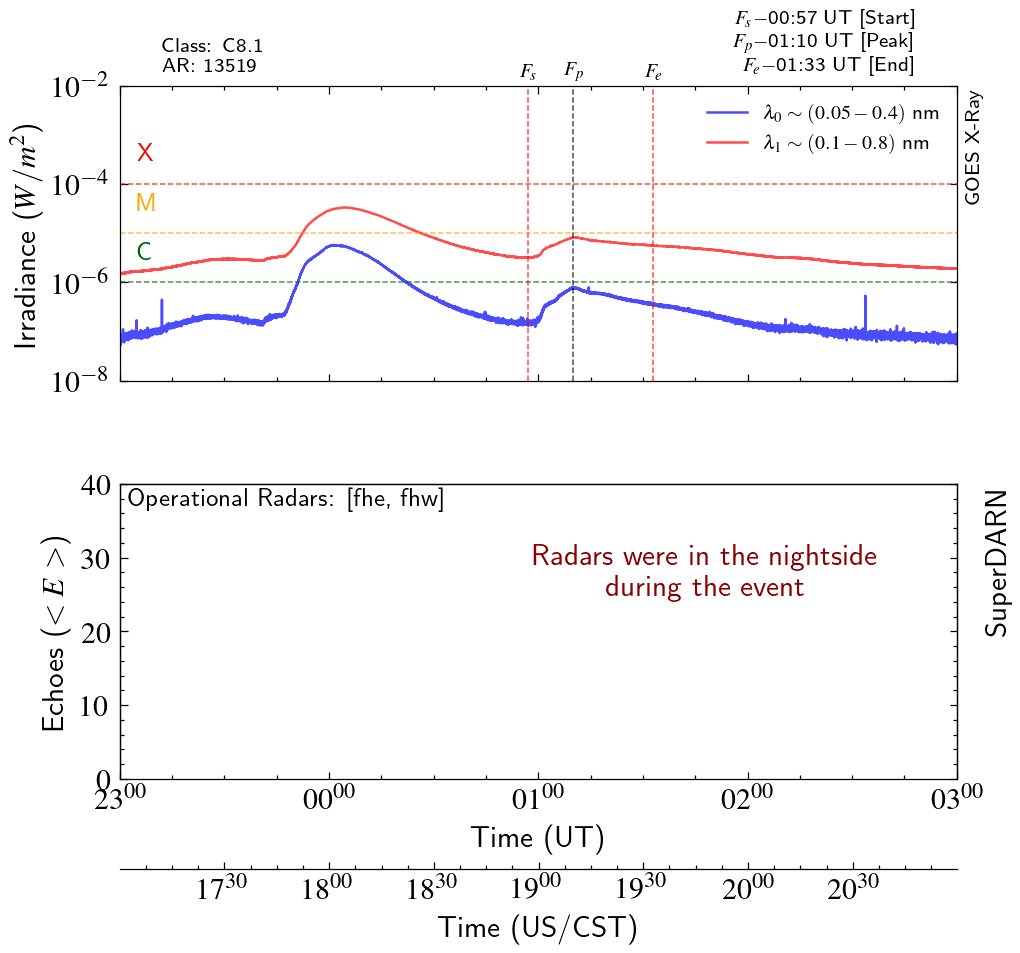 Class: C8.1
AR: 13519
F_s−00:57 UT [Start]
F_p−01:10 UT [Peak]
F_e−01:33 UT [End]
F_s F_p F_e
10^−2
10^−4
10^−6
10^−8
Irradiance (W/m^2)
X
M
C
λ_0 ∼ (0.05 − 0.4) nm
λ_1 ∼ (0.1 − 0.8) nm
GOES X-Ray
40
30
20
10
0
Echoes (< E >)
Operational Radars: [fhe, fhw]
Radars were in the nightside
during the event
SuperDARN
23^00 00^00 01^00 02^00 03^00
Time (UT)
17^30 18^00 18^30 19^00 19^30 20^00 20^30
Time (US/CST)